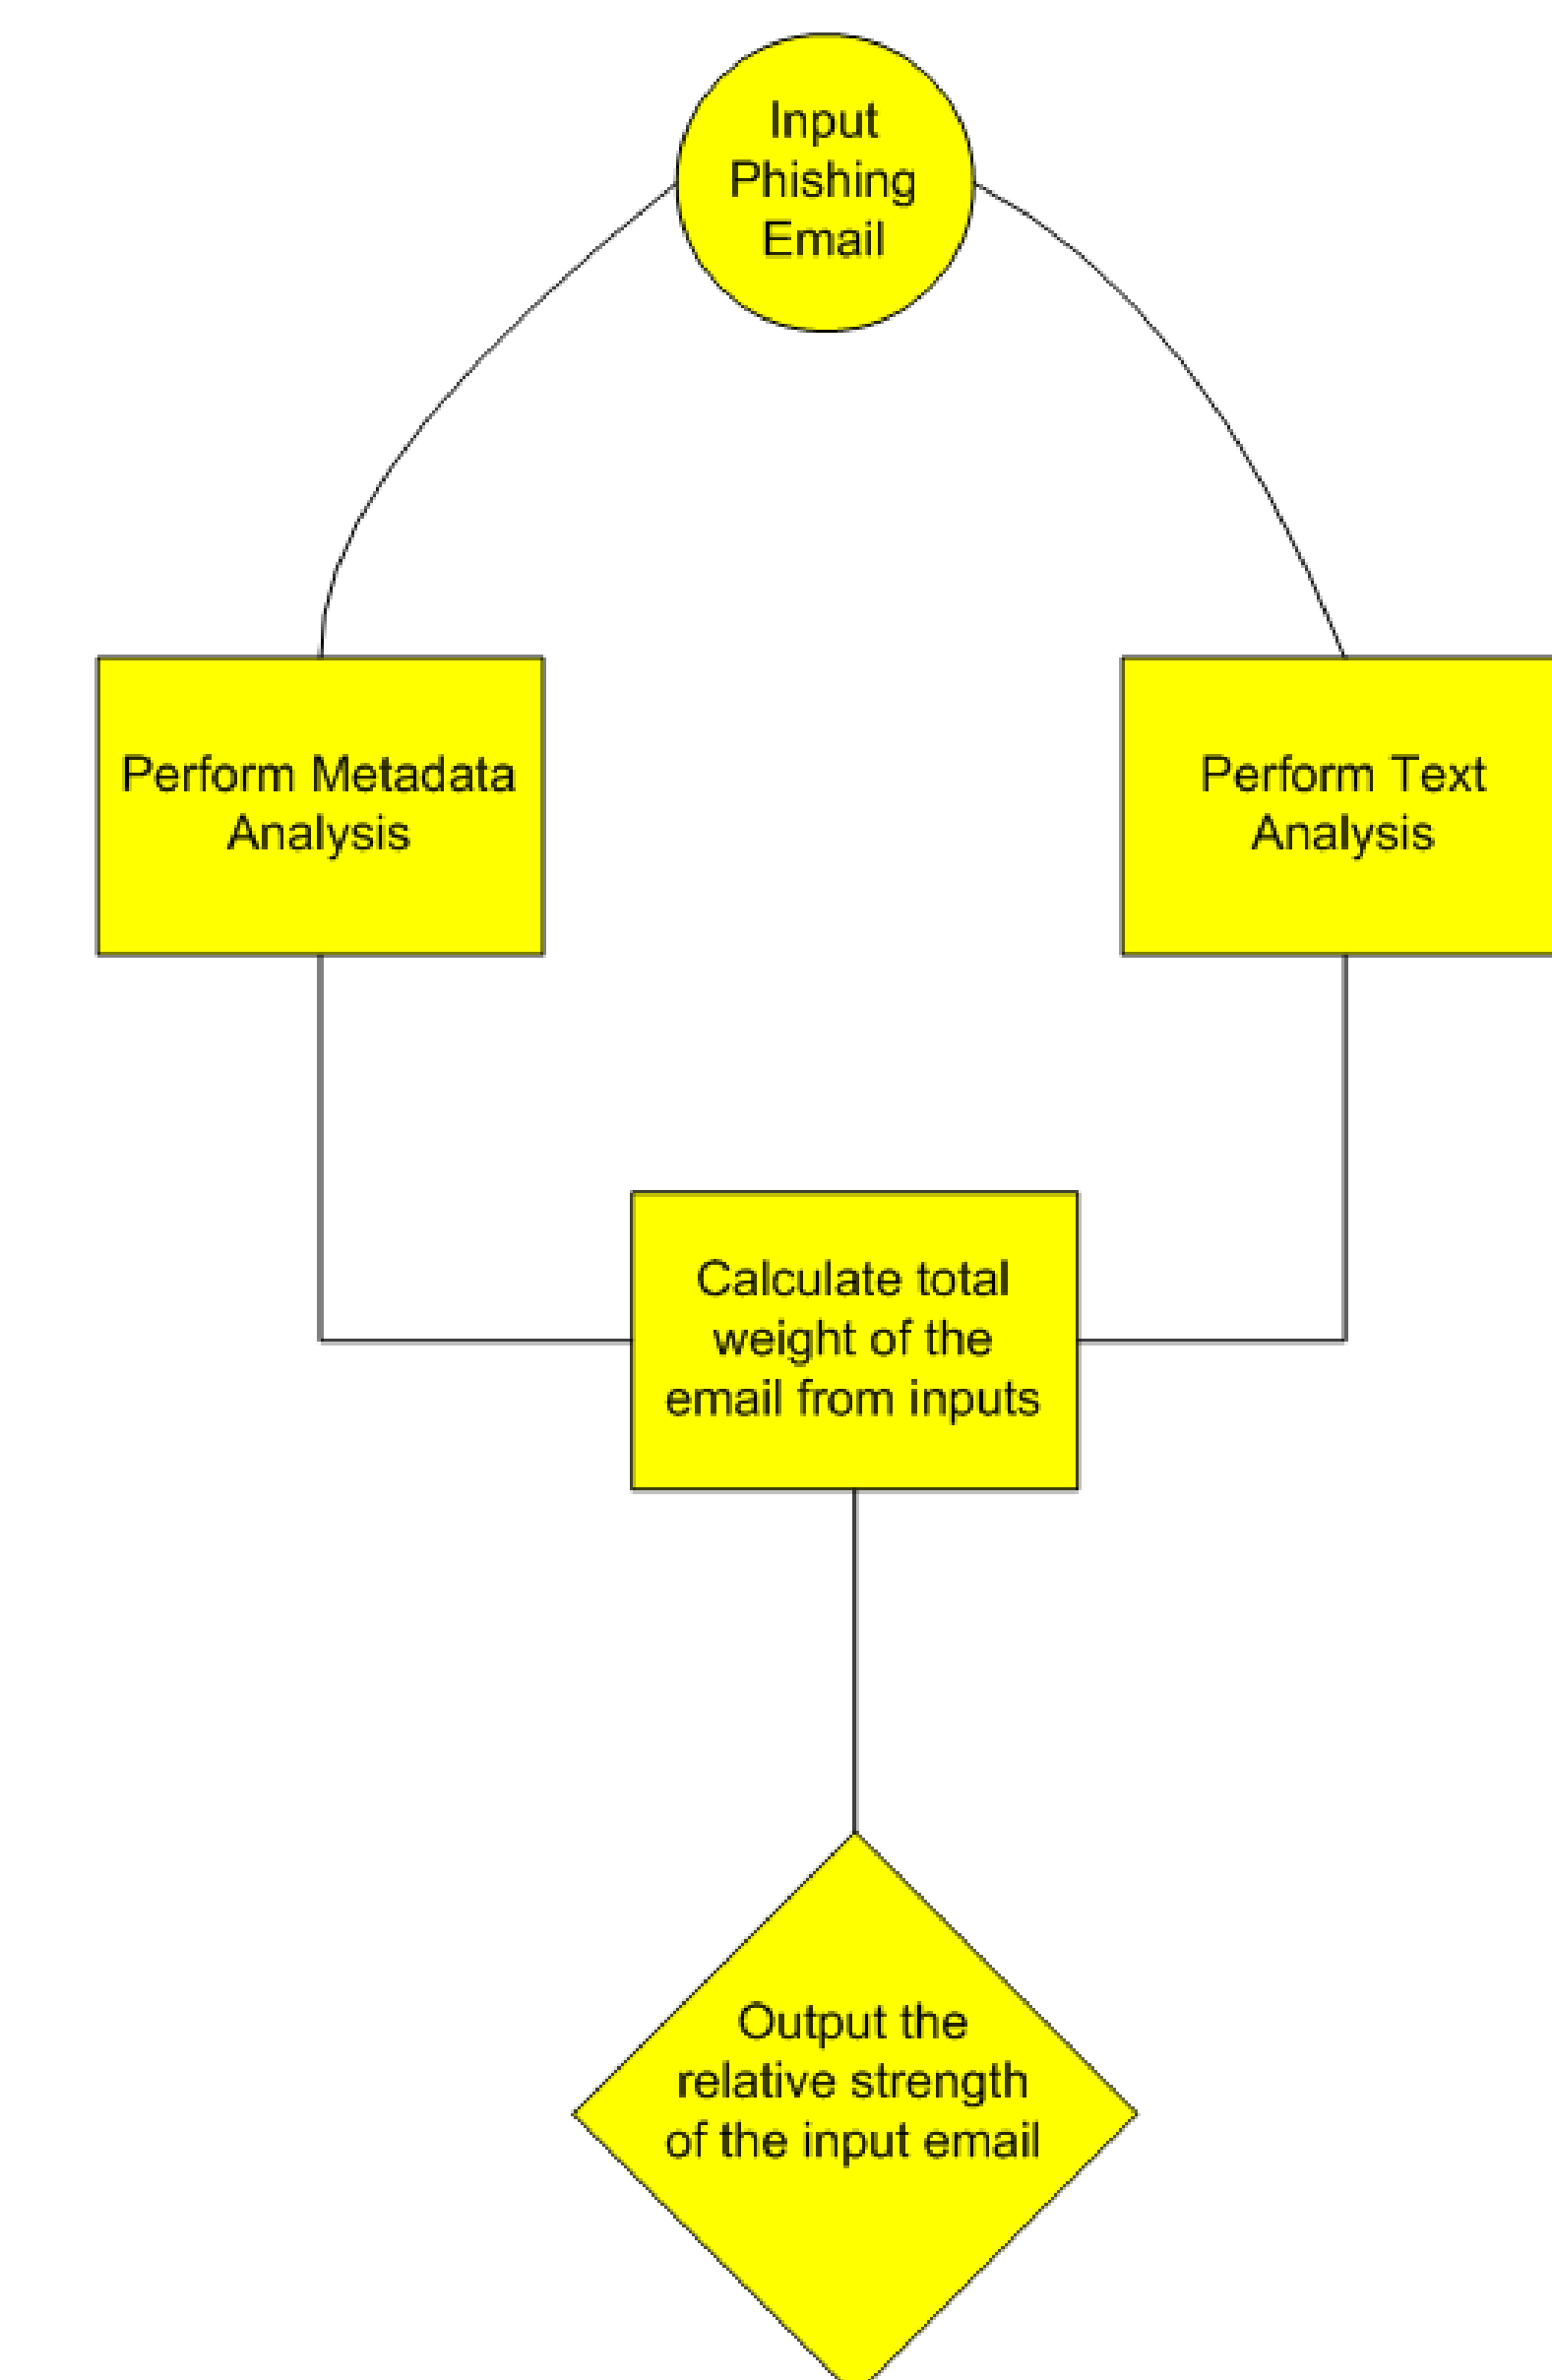 Input
Phishing
Email
Perform Metadata
Analysis
Perform Text
Analysis
Calculate total
weight of the
email from inputs
Output the
relative strength
of the input email